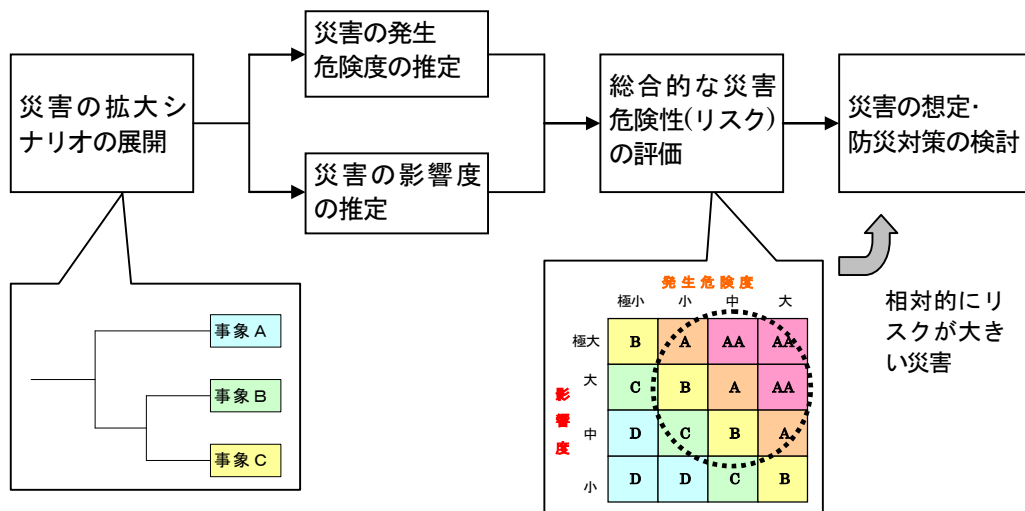 災害の拡大シ
ナリオの展開
災害の発生
危険度の推定
災害の影響度
の推定
総合的な災害
危険性(リスク)
の評価
災害の想定・
防災対策の検討
事象A
事象B
事象C
発生危険度
極小 小 中 大
影響度
極大 B A AA AA
大 C B A AA
中 D C B A
小 D D C B
相対的にリ
スクが大き
い災害